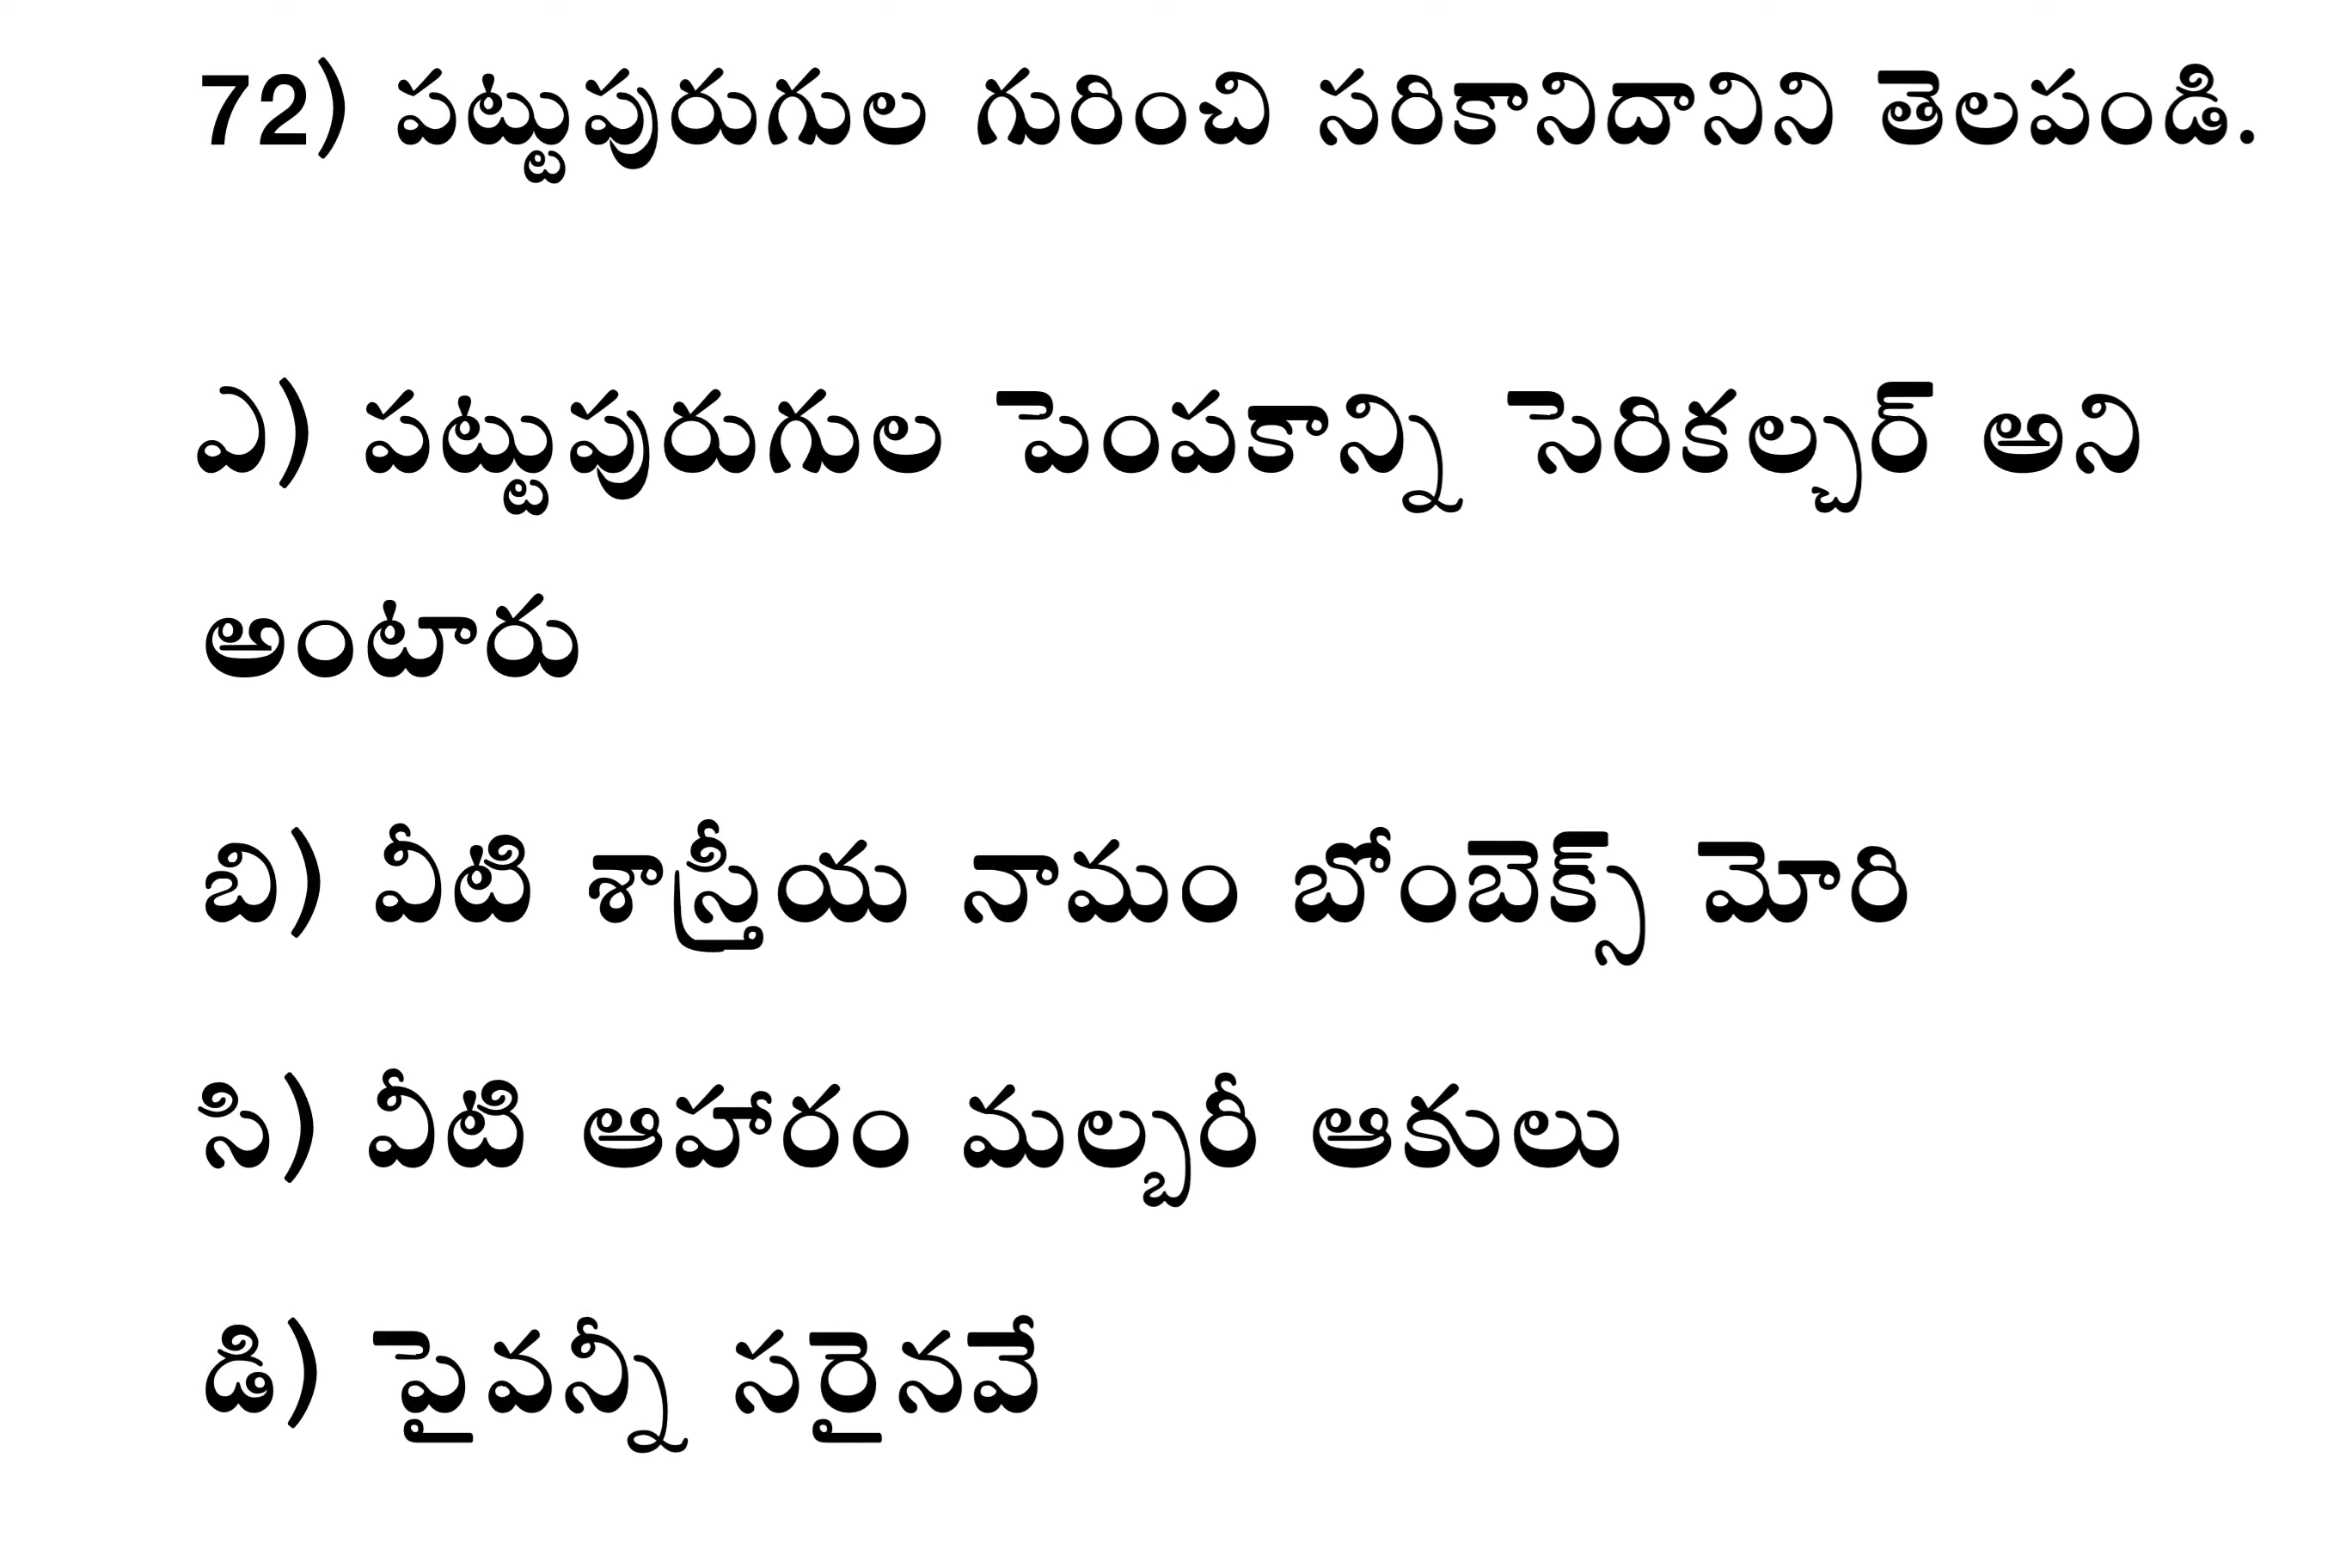 72) పట్టుపురుగుల గురించి సరికానిదానిని తెలపండి.
ఎ) పట్టుపురుగుల పెంపకాన్ని సెరికల్చర్ అని
అంటారు
బి) వీటి శాస్త్రీయ నామం బోంబెక్స్ మోరి
సి) వీటి ఆహారం మల్బరీ ఆకులు
డి) పైవన్నీ సరైనవే